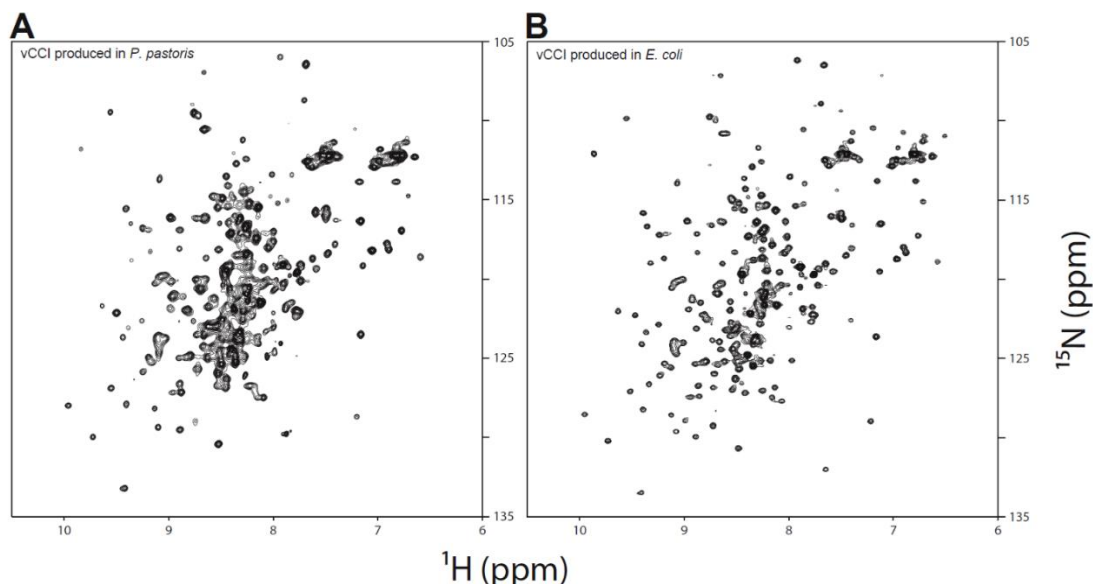 A
B
vCCI produced in P. pastoris
vCCI produced in E. coli
105
105
115
115
125
125
135
135
10 9 8 7 6
10 9 8 7 6
¹⁵N (ppm)
¹H (ppm)